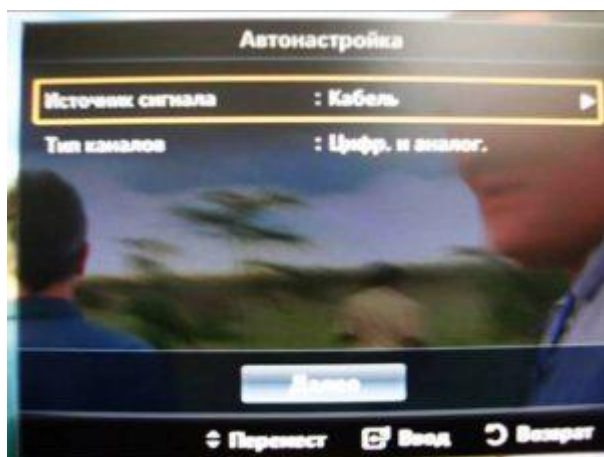 Автонастройка
Источник сигнала : Кабель
Тип каналов : Цифр. и аналог.
Далее
Перемест Ввод Возврат